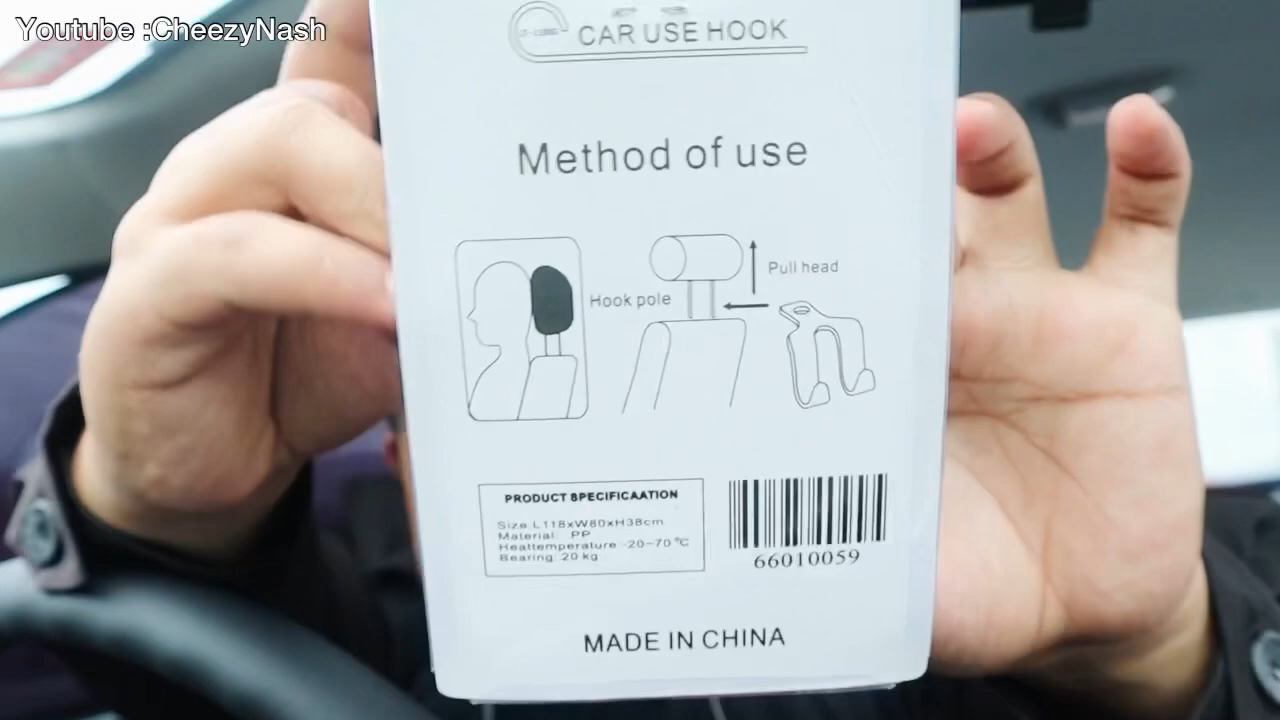 Youtube :CheezyNash
CAR USE HOOK
Method of use
Pull head
Hook pole
PRODUCT SPECIFICAATION
Size:L118xW80xH38cm
Material: PP
Heattemperature -20-70℃
Bearing: 20 kg
66010059
MADE IN CHINA